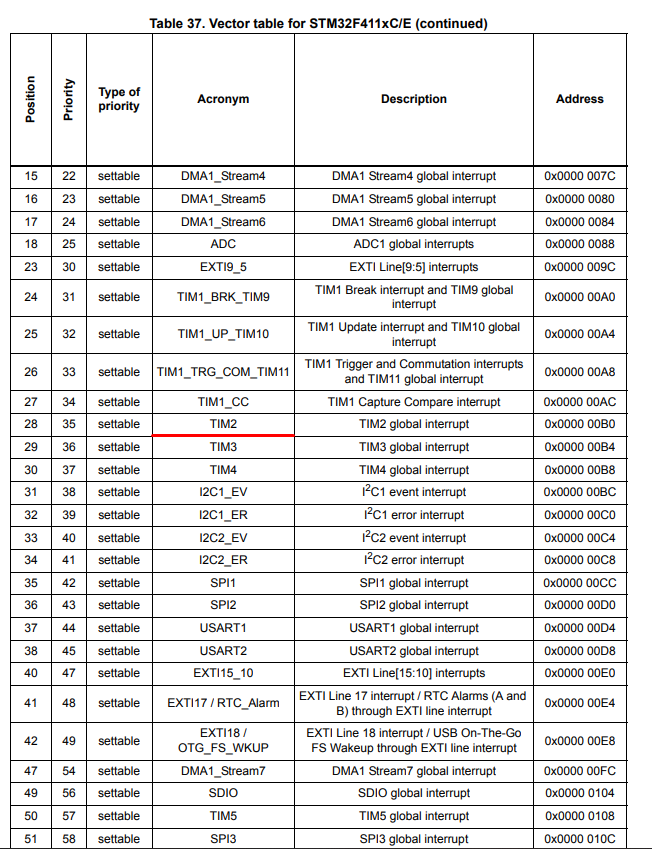 Table 37. Vector table for STM32F411xC/E (continued)
Position Priority Type of priority Acronym Description Address
15 22 settable DMA1_Stream4 DMA1 Stream4 global interrupt 0x0000 007C
16 23 settable DMA1_Stream5 DMA1 Stream5 global interrupt 0x0000 0080
17 24 settable DMA1_Stream6 DMA1 Stream6 global interrupt 0x0000 0084
18 25 settable ADC ADC1 global interrupts 0x0000 0088
23 30 settable EXTI9_5 EXTI Line[9:5] interrupts 0x0000 009C
24 31 settable TIM1_BRK_TIM9 TIM1 Break interrupt and TIM9 global interrupt 0x0000 00A0
25 32 settable TIM1_UP_TIM10 TIM1 Update interrupt and TIM10 global interrupt 0x0000 00A4
26 33 settable TIM1_TRG_COM_TIM11 TIM1 Trigger and Commutation interrupts and TIM11 global interrupt 0x0000 00A8
27 34 settable TIM1_CC TIM1 Capture Compare interrupt 0x0000 00AC
28 35 settable TIM2 TIM2 global interrupt 0x0000 00B0
29 36 settable TIM3 TIM3 global interrupt 0x0000 00B4
30 37 settable TIM4 TIM4 global interrupt 0x0000 00B8
31 38 settable I2C1_EV I²C1 event interrupt 0x0000 00BC
32 39 settable I2C1_ER I²C1 error interrupt 0x0000 00C0
33 40 settable I2C2_EV I²C2 event interrupt 0x0000 00C4
34 41 settable I2C2_ER I²C2 error interrupt 0x0000 00C8
35 42 settable SPI1 SPI1 global interrupt 0x0000 00CC
36 43 settable SPI2 SPI2 global interrupt 0x0000 00D0
37 44 settable USART1 USART1 global interrupt 0x0000 00D4
38 45 settable USART2 USART2 global interrupt 0x0000 00D8
40 47 settable EXTI15_10 EXTI Line[15:10] interrupts 0x0000 00E0
41 48 settable EXTI17 / RTC_Alarm EXTI Line 17 interrupt / RTC Alarms (A and B) through EXTI line interrupt 0x0000 00E4
42 49 settable EXTI18 / OTG_FS_WKUP EXTI Line 18 interrupt / USB On-The-Go FS Wakeup through EXTI line interrupt 0x0000 00E8
47 54 settable DMA1_Stream7 DMA1 Stream7 global interrupt 0x0000 00FC
49 56 settable SDIO SDIO global interrupt 0x0000 0104
50 57 settable TIM5 TIM5 global interrupt 0x0000 0108
51 58 settable SPI3 SPI3 global interrupt 0x0000 010C